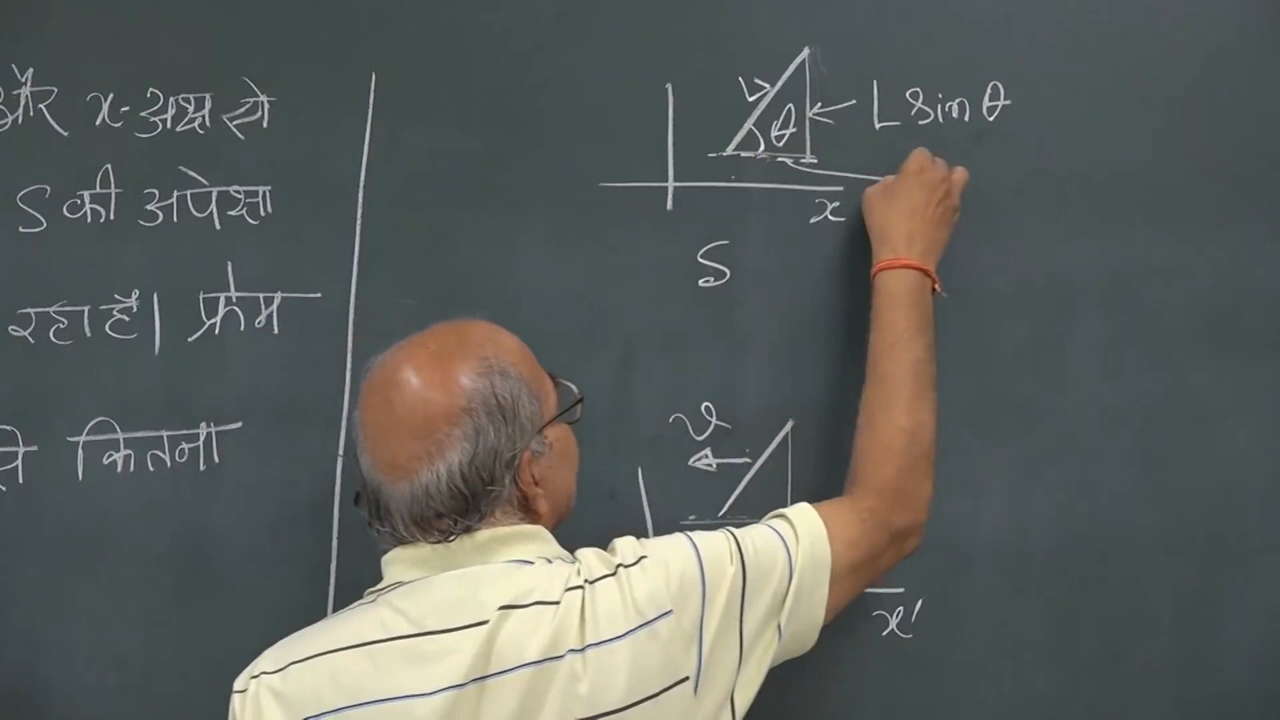 और x-अक्ष से
S की अपेक्षा
रहा है। फ्रेम
कितना
L
θ
L sin θ
x
S
v
x'